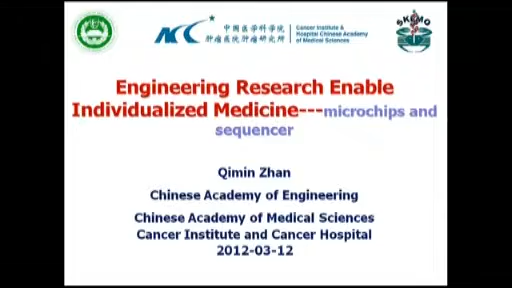 NCC
中国医学科学院
肿瘤医院肿瘤研究所
Cancer Institute &
Hospital Chinese Academy
of Medical Sciences
SKLMO
Engineering Research Enable
Individualized Medicine---microchips and
sequencer
Qimin Zhan
Chinese Academy of Engineering
Chinese Academy of Medical Sciences
Cancer Institute and Cancer Hospital
2012-03-12